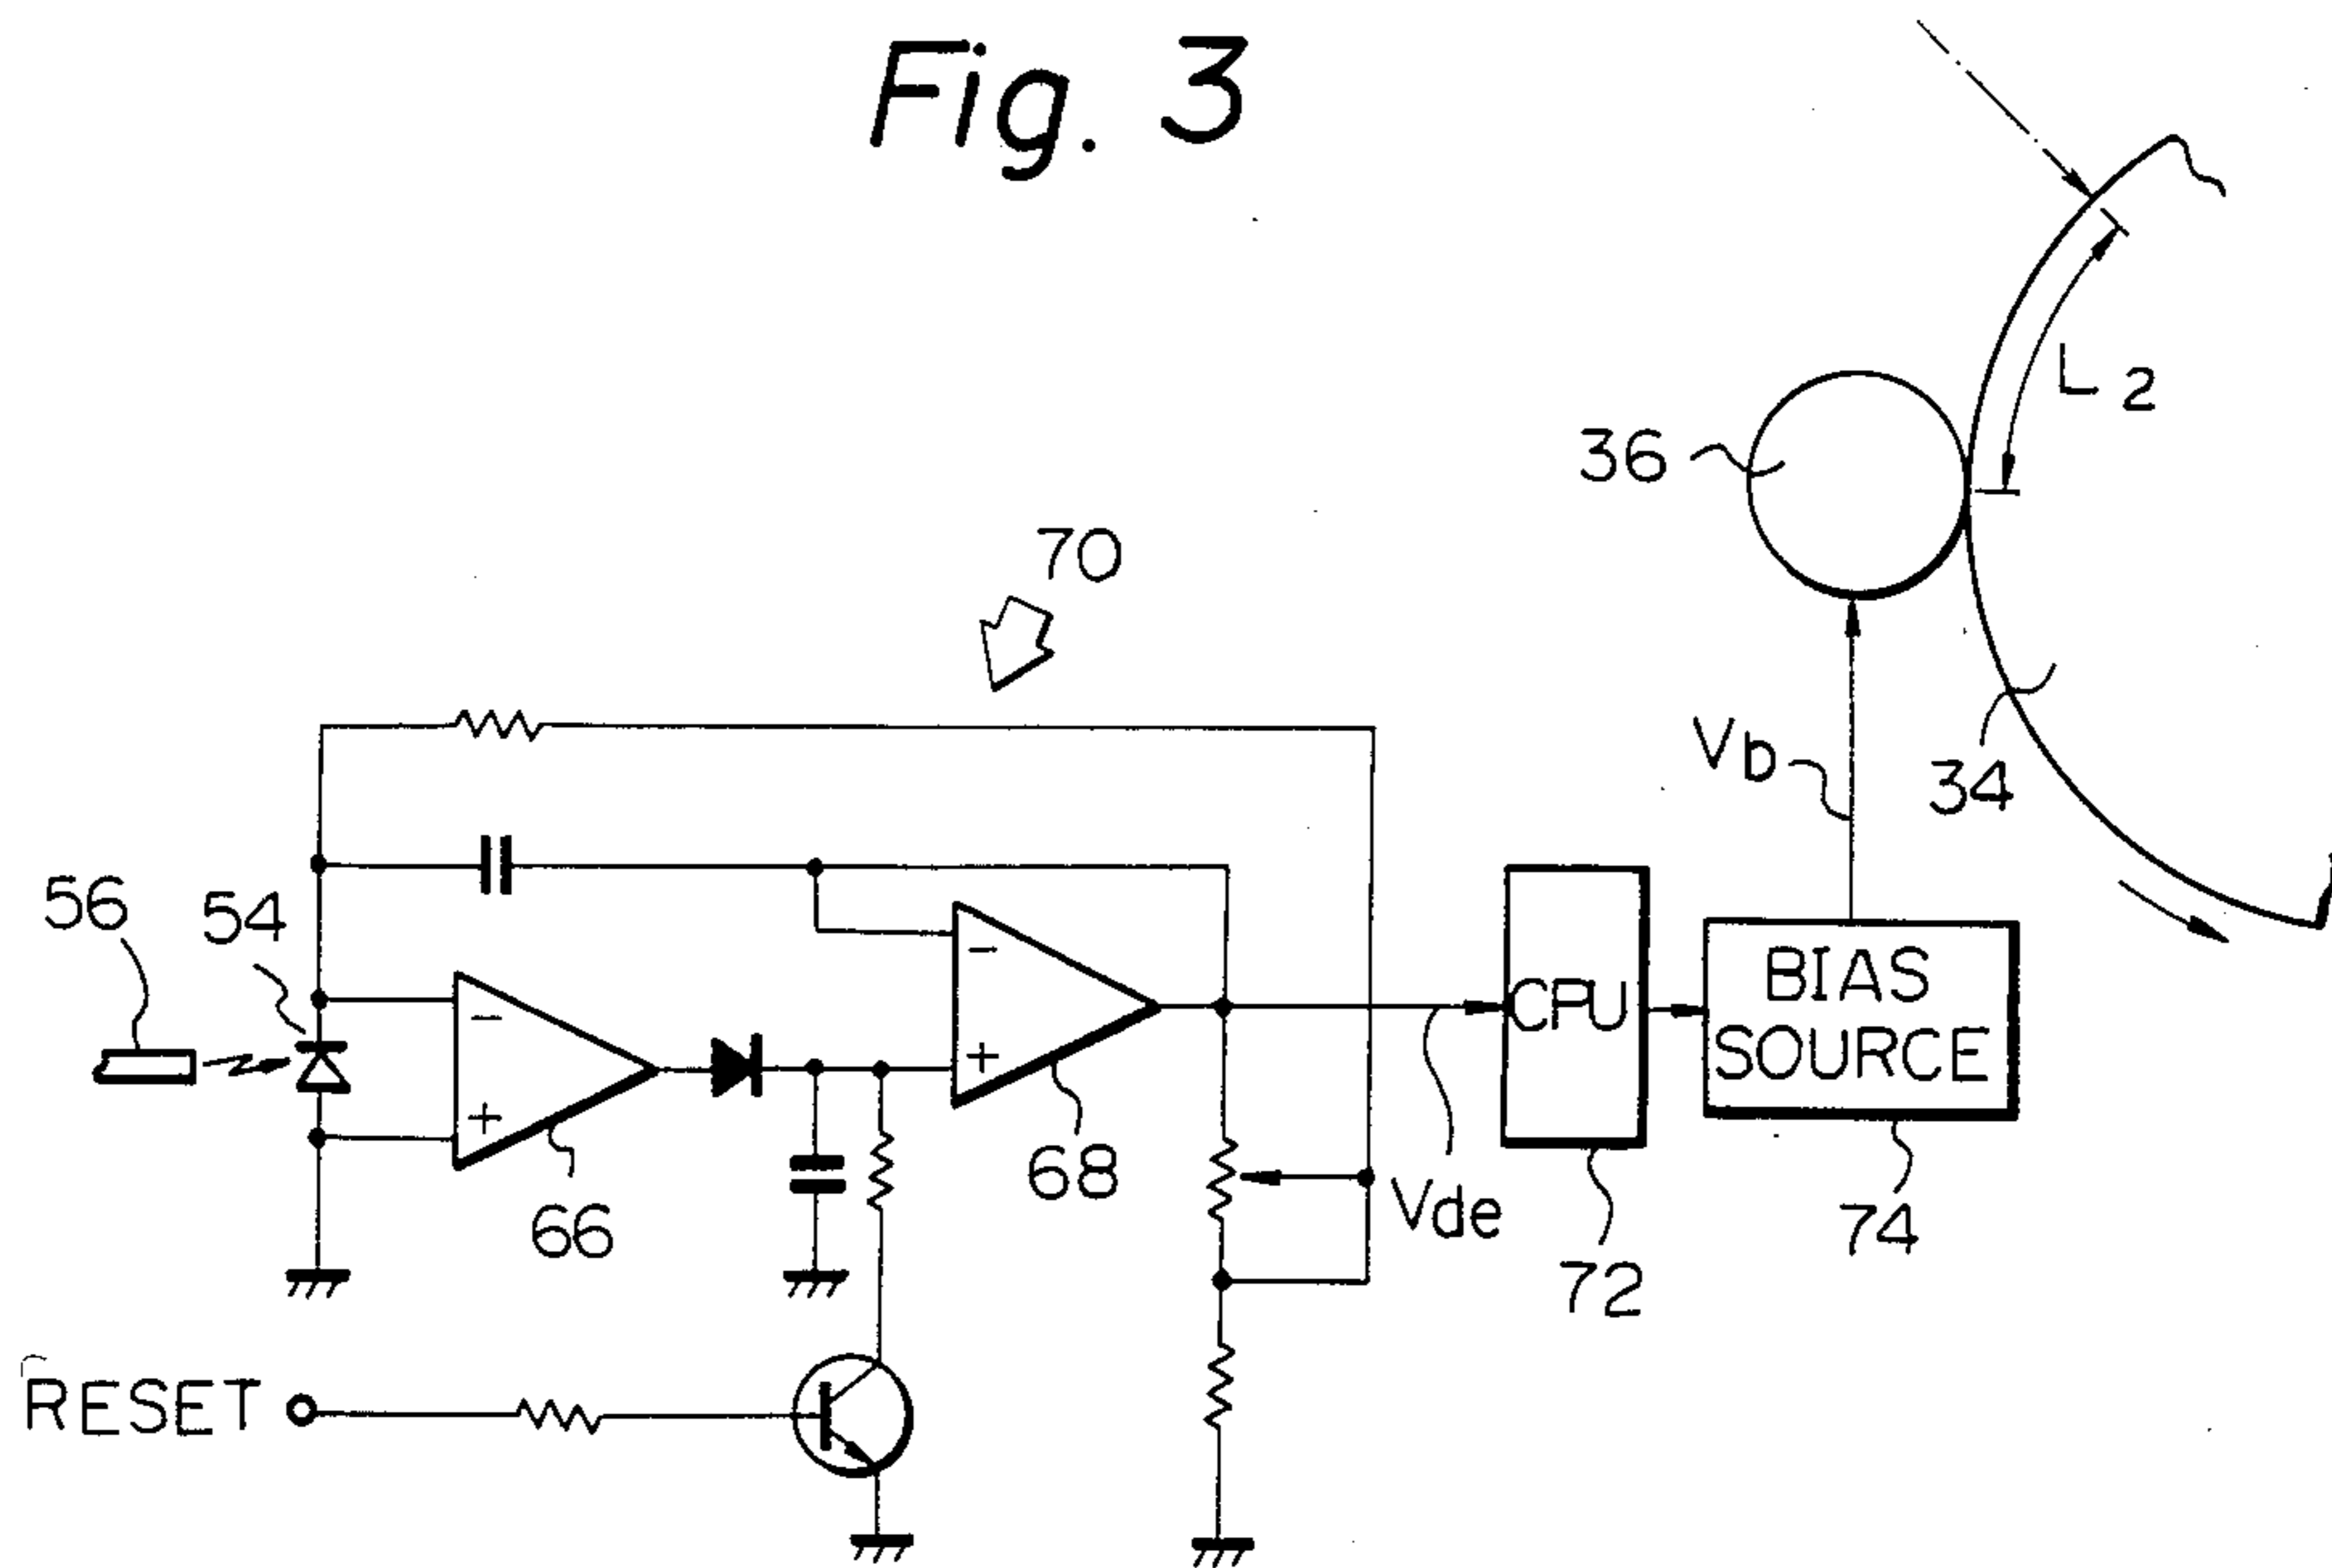 Fig. 3
L2
36
70
Vb
34
56
54
-
+
66
-
+
68
CPU
BIAS
SOURCE
Vde
72
74
RESET